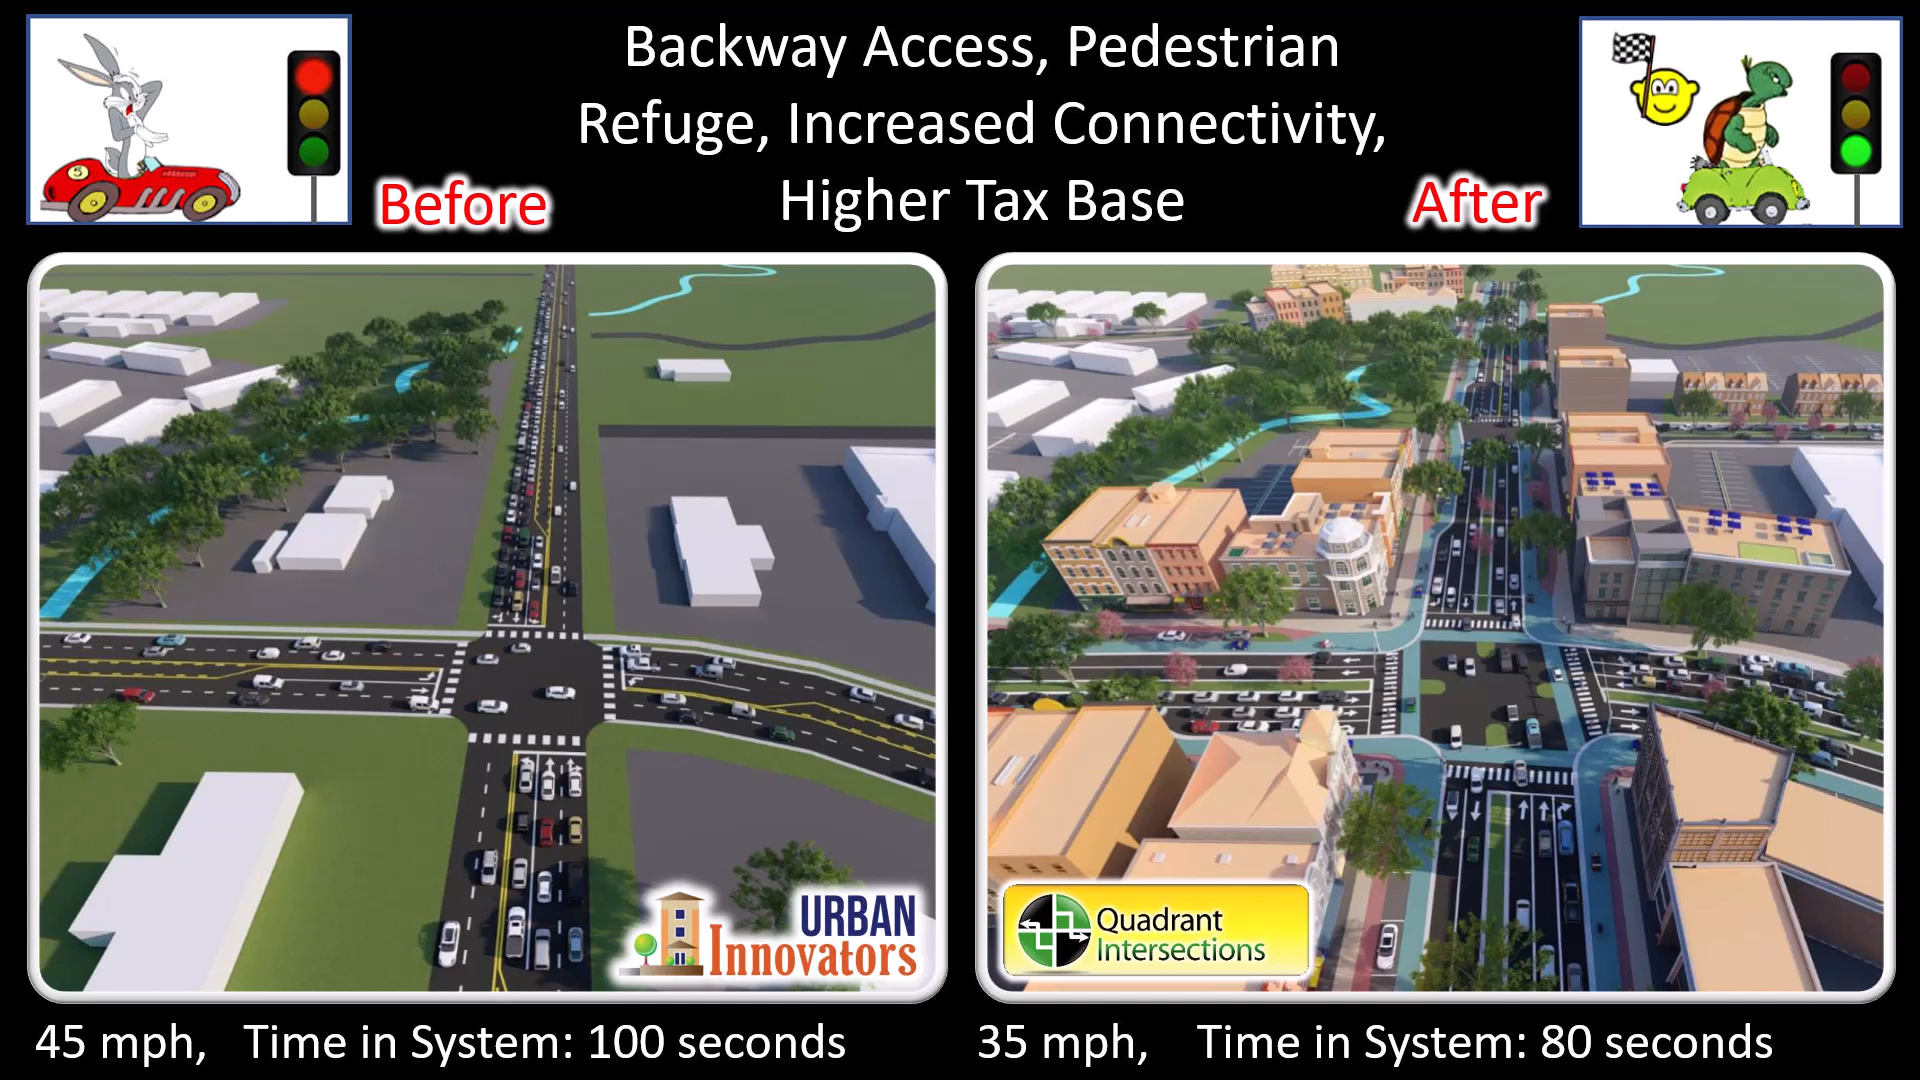 Backway Access, Pedestrian
Refuge, Increased Connectivity,
Higher Tax Base
5
Before
After
URBAN
Innovators
Quadrant
Intersections
45 mph, Time in System: 100 seconds
35 mph, Time in System: 80 seconds